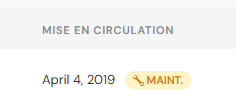 MISE EN CIRCULATION
April 4, 2019 MAINT.